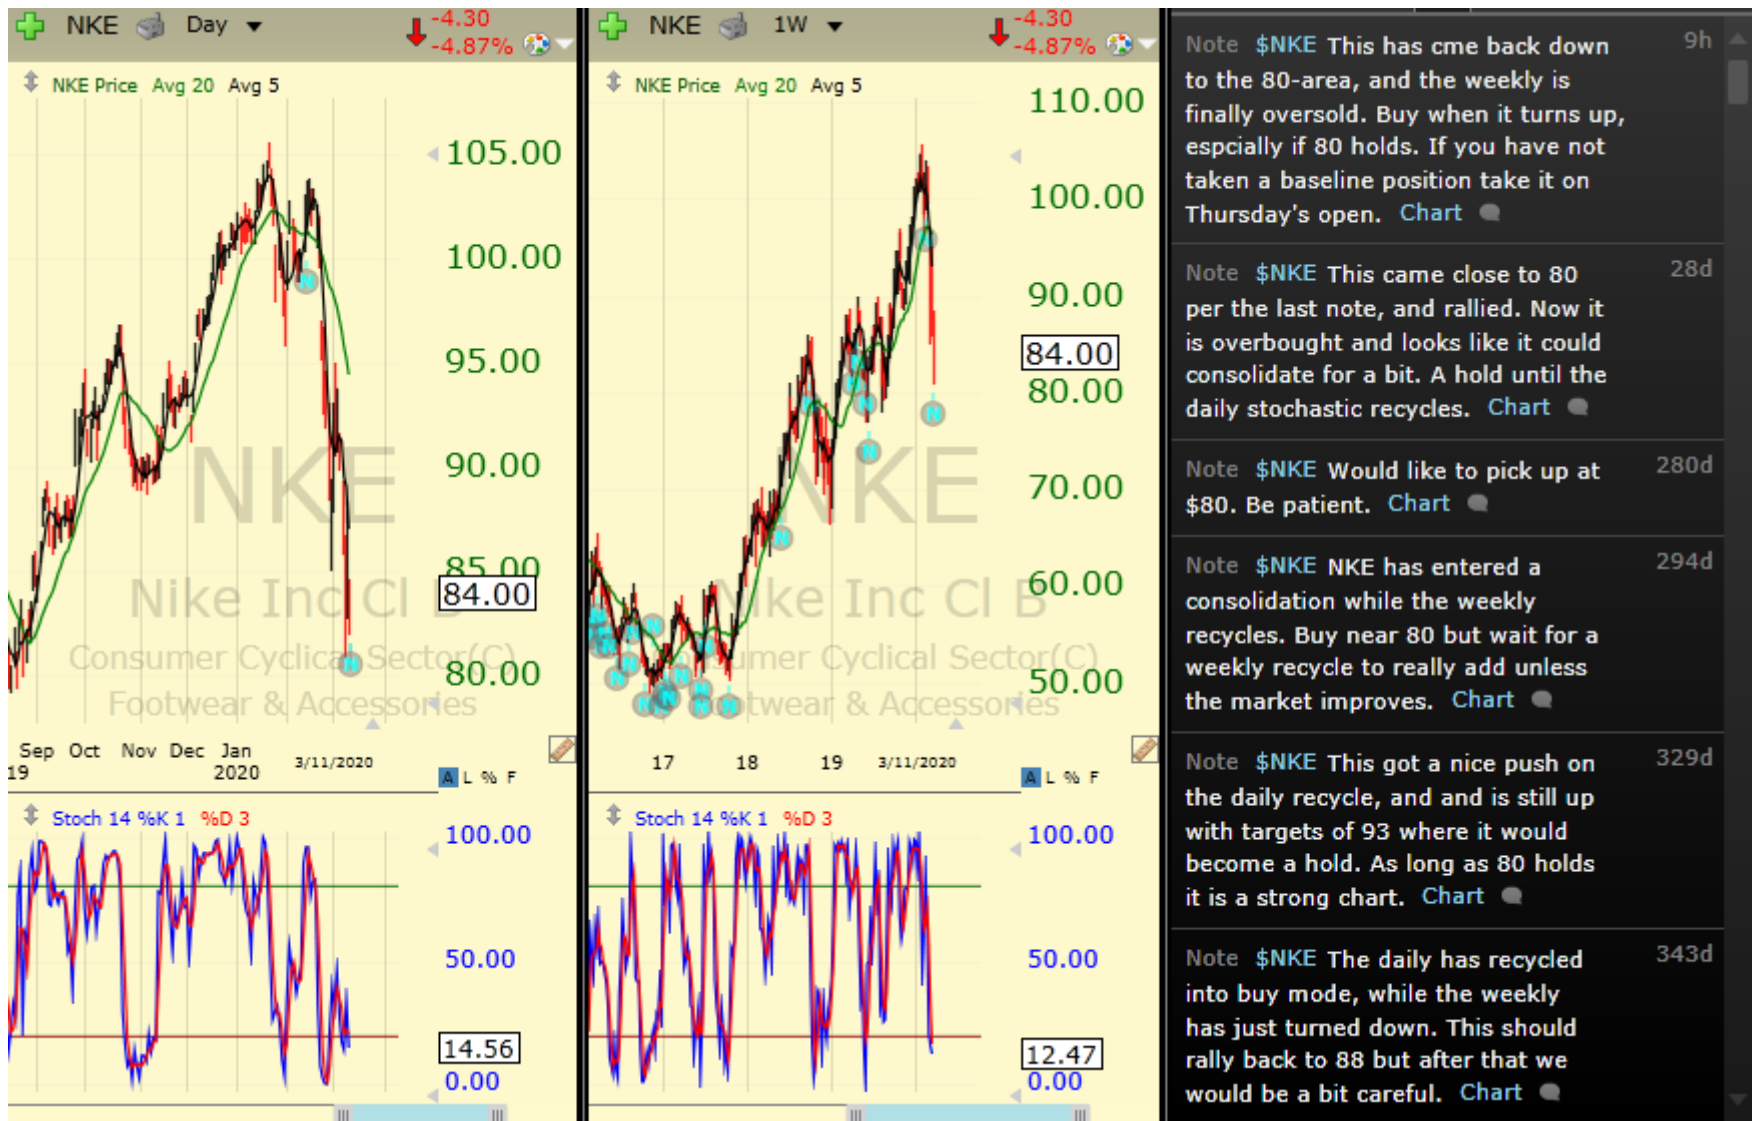 NKE Day -4.30
-4.87%
NKE Price Avg 20 Avg 5
105.00
100.00
95.00
90.00
85.00
84.00
80.00
NKE
Nike Inc Cl B
Consumer Cyclical Sector(C)
Footwear & Accessories
N
N
Sep Oct Nov Dec Jan
19 2020 3/11/2020
A L % F
Stoch 14 %K 1 %D 3
100.00
50.00
14.56
0.00
NKE 1W -4.30
-4.87%
NKE Price Avg 20 Avg 5
110.00
100.00
90.00
84.00
80.00
70.00
60.00
50.00
NKE
Nike Inc Cl B
Consumer Cyclical Sector(C)
Footwear & Accessories
17 18 19 3/11/2020
A L % F
Stoch 14 %K 1 %D 3
100.00
50.00
12.47
0.00
Note $NKE This has cme back down 9h
to the 80-area, and the weekly is
finally oversold. Buy when it turns up,
espcially if 80 holds. If you have not
taken a baseline position take it on
Thursday's open. Chart
Note $NKE This came close to 80 28d
per the last note, and rallied. Now it
is overbought and looks like it could
consolidate for a bit. A hold until the
daily stochastic recycles. Chart
Note $NKE Would like to pick up at 280d
$80. Be patient. Chart
Note $NKE NKE has entered a 294d
consolidation while the weekly
recycles. Buy near 80 but wait for a
weekly recycle to really add unless
the market improves. Chart
Note $NKE This got a nice push on 329d
the daily recycle, and and is still up
with targets of 93 where it would
become a hold. As long as 80 holds
it is a strong chart. Chart
Note $NKE The daily has recycled 343d
into buy mode, while the weekly
has just turned down. This should
rally back to 88 but after that we
would be a bit careful. Chart